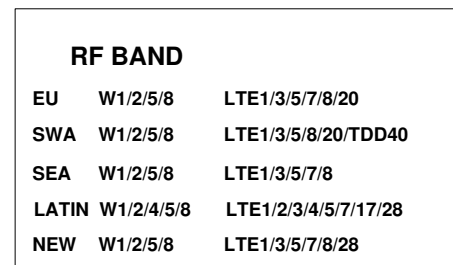 RF BAND
EU W1/2/5/8 LTE1/3/5/7/8/20
SWA W1/2/5/8 LTE1/3/5/8/20/TDD40
SEA W1/2/5/8 LTE1/3/5/7/8
LATIN W1/2/4/5/8 LTE1/2/3/4/5/7/17/28
NEW W1/2/5/8 LTE1/3/5/7/8/28